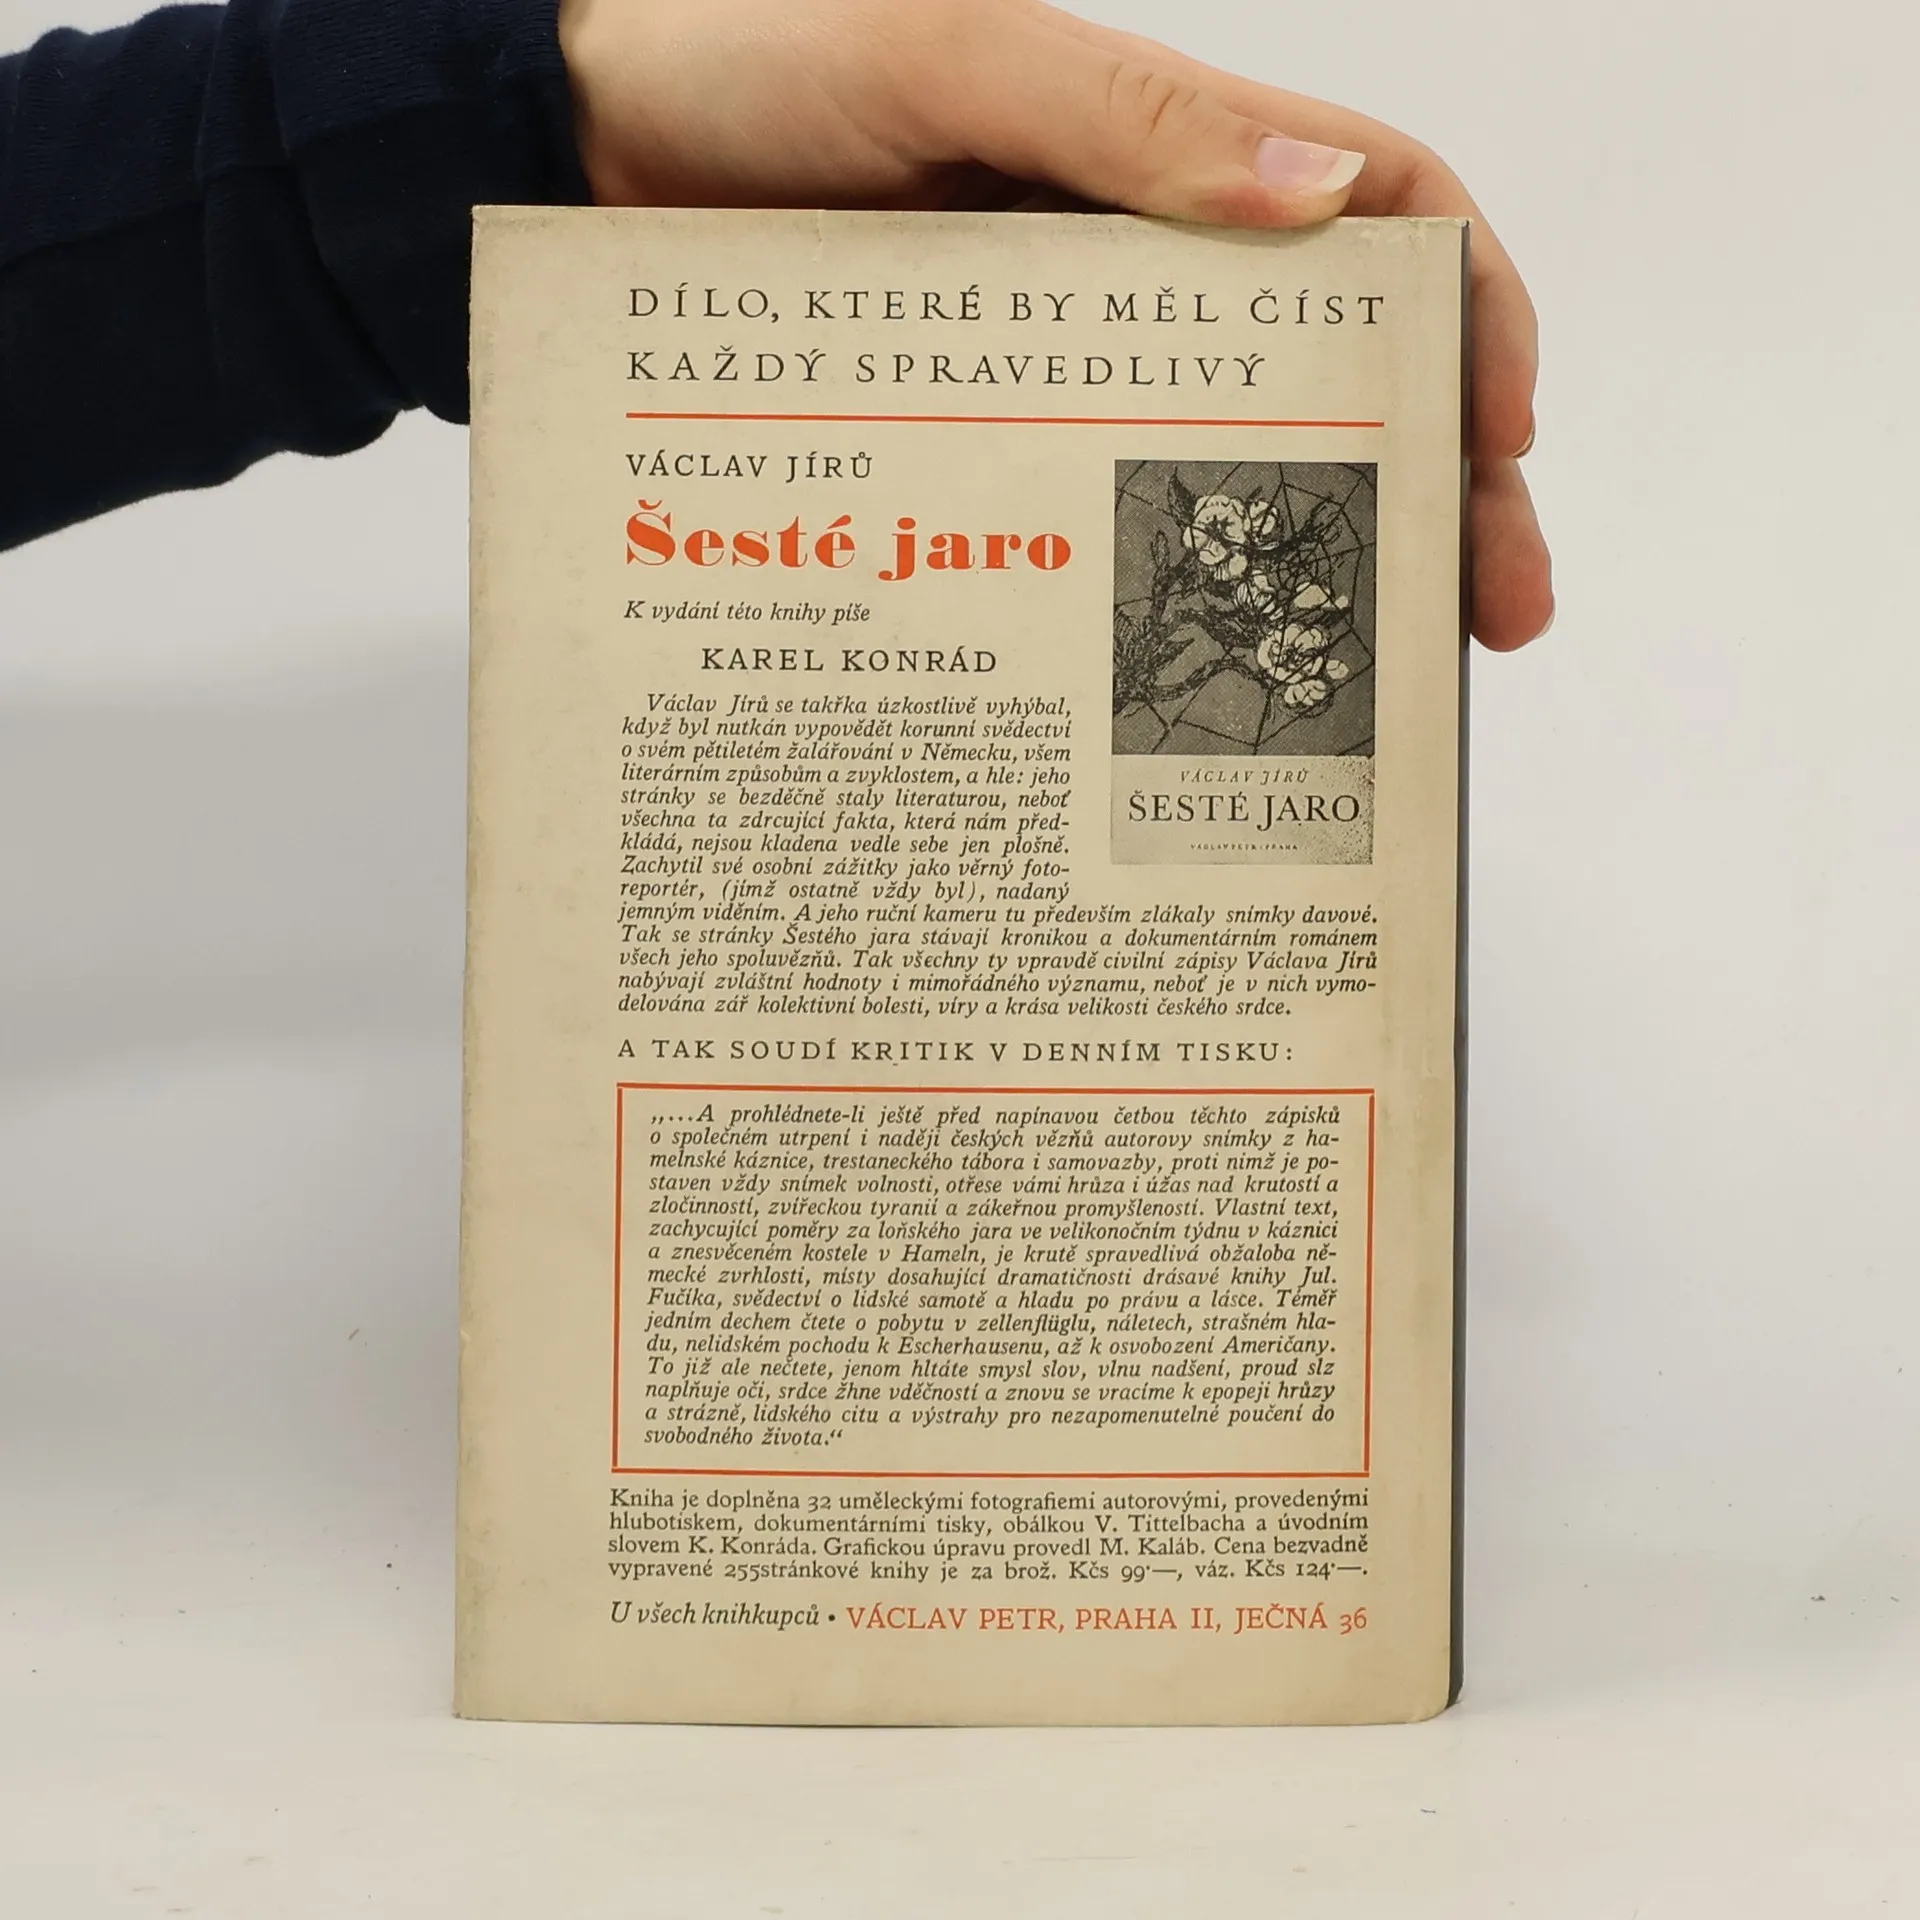 DÍLO, KTERÉ BY MĚL ČÍST
KAŽDÝ SPRAVEDLIVÝ
VÁCLAV JÍRŮ
Šesté jaro
K vydání této knihy píše
KAREL KONRÁD
Václav Jírů se takřka úzkostlivě vyhýbal,
když byl nutkán vypovědět korunní svědectví
o svém pětiletém žalářování v Německu, všem
literárním způsobům a zvyklostem, a hle: jeho
stránky se bezděčně staly literaturou, neboť
všechna ta zdrcující fakta, která nám před-
kládá, nejsou kladena vedle sebe jen plošně.
Zachytil své osobní zážitky jako věrný foto-
reportér, (jímž ostatně vždy byl), nadaný
jemným viděním. A jeho ruční kameru tu především zlákaly snímky davové.
Tak se stránky Šestého jara stávají kronikou a dokumentárním románem
všech jeho spoluvězňů. Tak všechny ty vpravdě civilní zápisy Václava Jírů
nabývají zvláštní hodnoty i mimořádného významu, neboť je v nich vymo-
delována zář kolektivní bolesti, víry a krása velikosti českého srdce.
VÁCLAV JÍRŮ
ŠESTÉ JARO
VÁCLAV PETR · PRAHA
A TAK SOUDÍ KRITIK V DENNÍM TISKU:
„...A prohlédnete-li ještě před napínavou četbou těchto zápisků
o společném utrpení i naději českých vězňů autorovy snímky z ha-
melnské káznice, trestaneckého tábora i samovazby, proti nimž je po-
staven vždy snímek volnosti, otřese vámi hrůza i úžas nad krutostí a
zločinností, zvířeckou tyranií a zákeřnou promyšleností. Vlastní text,
zachycující poměry za loňského jara ve velikonočním týdnu v káznici
a znesvěceném kostele v Hameln, je krutě spravedlivá obžaloba ně-
mecké zvrhlosti, místy dosahující dramatičnosti drásavé knihy Jul.
Fučíka, svědectví o lidské samotě a hladu po právu a lásce. Téměř
jedním dechem čtete o pobytu v zellenflüglu, náletech, strašném hla-
du, nelidském pochodu k Escherhausenu, až k osvobození Američany.
To již ale nečtete, jenom hltáte smysl slov, vlnu nadšení, proud slz
naplňuje oči, srdce žhne vděčností a znovu se vracíme k epopeji hrůzy
a strázně, lidského citu a výstrahy pro nezapomenutelné poučení do
svobodného života.“
Kniha je doplněna 32 uměleckými fotografiemi autorovými, provedenými
hlubotiskem, dokumentárními tisky, obálkou V. Tittelbacha a úvodním
slovem K. Konráda. Grafickou úpravu provedl M. Kaláb. Cena bezvadně
vypravené 255stránkové knihy je za brož. Kčs 99·—, váz. Kčs 124·—.
U všech knihkupců • VÁCLAV PETR, PRAHA II, JEČNÁ 36